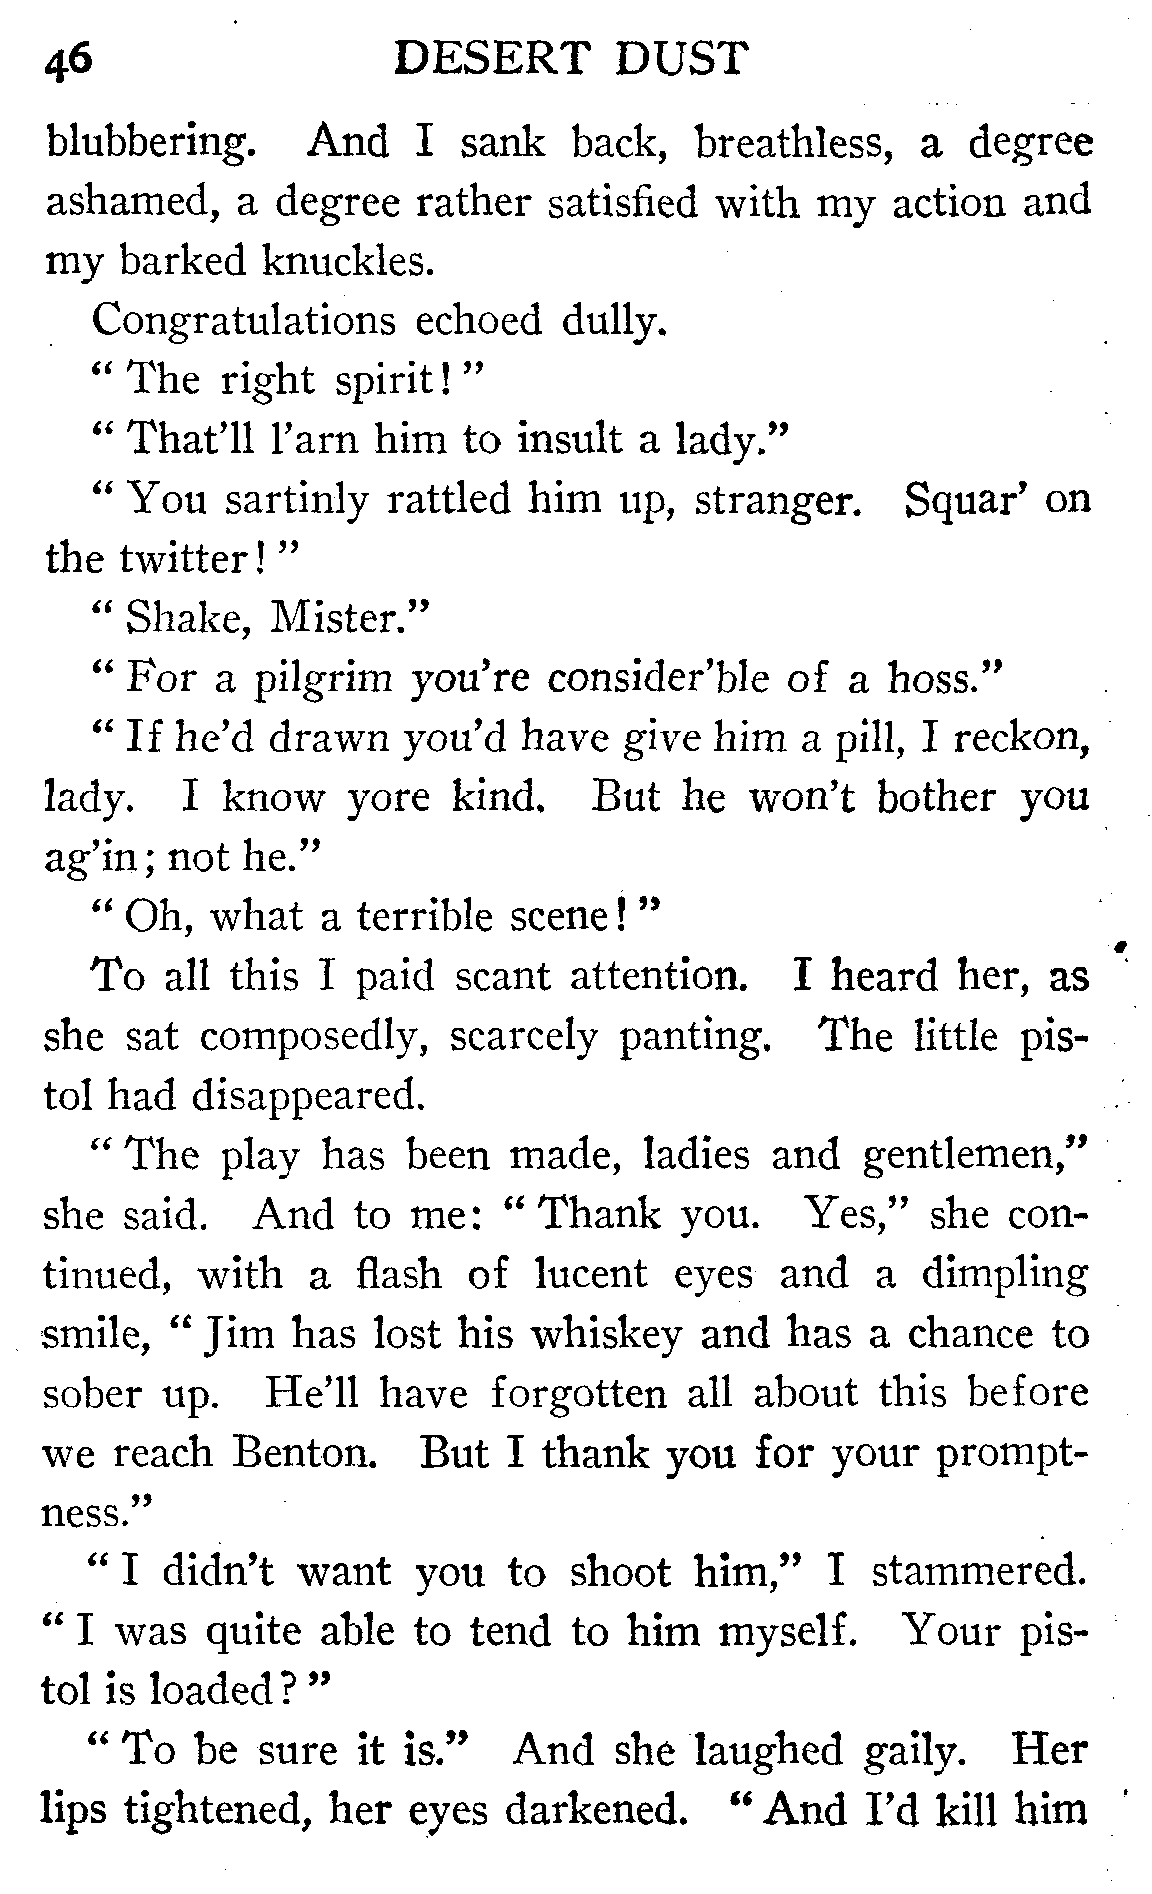 46 DESERT DUST
blubbering. And I sank back, breathless, a degree
ashamed, a degree rather satisfied with my action and
my barked knuckles.
Congratulations echoed dully.
“ The right spirit! ”
“ That’ll l’arn him to insult a lady.”
“ You sartinly rattled him up, stranger. Squar’ on
the twitter! ”
“ Shake, Mister.”
“ For a pilgrim you’re consider’ble of a hoss.”
“ If he’d drawn you’d have give him a pill, I reckon,
lady. I know yore kind. But he won’t bother you
ag’in; not he.”
“ Oh, what a terrible scene! ”
To all this I paid scant attention. I heard her, as
she sat composedly, scarcely panting. The little pis-
tol had disappeared.
“ The play has been made, ladies and gentlemen,”
she said. And to me: “ Thank you. Yes,” she con-
tinued, with a flash of lucent eyes and a dimpling
smile, “ Jim has lost his whiskey and has a chance to
sober up. He’ll have forgotten all about this before
we reach Benton. But I thank you for your prompt-
ness.”
“ I didn’t want you to shoot him,” I stammered.
“ I was quite able to tend to him myself. Your pis-
tol is loaded? ”
“ To be sure it is.” And she laughed gaily. Her
lips tightened, her eyes darkened. “ And I’d kill him